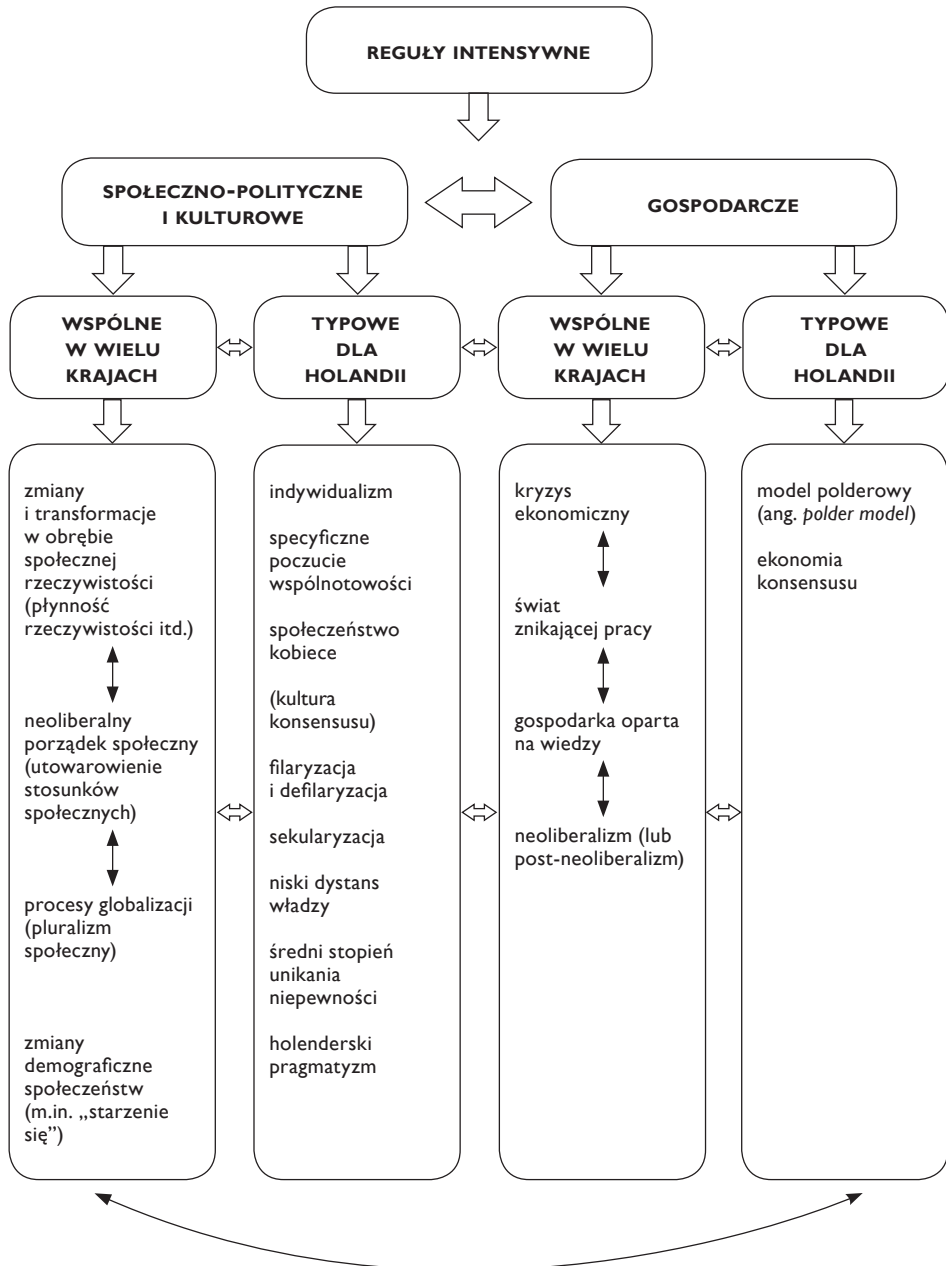 REGUŁY INTENSYWNE
SPOŁECZNO-POLITYCZNE
I KULTUROWE
GOSPODARCZE
WSPÓLNE
W WIELU
KRAJACH
TYPOWE
DLA
HOLANDII
WSPÓLNE
W WIELU
KRAJACH
TYPOWE
DLA
HOLANDII
zmiany
i transformacje
w obrębie
społecznej
rzeczywistości
(płynność
rzeczywistości itd.)
neoliberalny
porządek społeczny
(utowarowienie
stosunków
społecznych)
procesy globalizacji
(pluralizm
społeczny)
zmiany
demograficzne
społeczeństw
(m.in. „starzenie
się”)
indywidualizm
specyficzne
poczucie
wspólnotowości
społeczeństwo
kobiece
(kultura
konsensusu)
filaryzacja
i defilaryzacja
sekularyzacja
niski dystans
władzy
średni stopień
unikania
niepewności
holenderski
pragmatyzm
kryzys
ekonomiczny
świat
znikającej pracy
gospodarka oparta
na wiedzy
neoliberalizm (lub
post-neoliberalizm)
model polderowy
(ang. polder model)
ekonomia
konsensusu